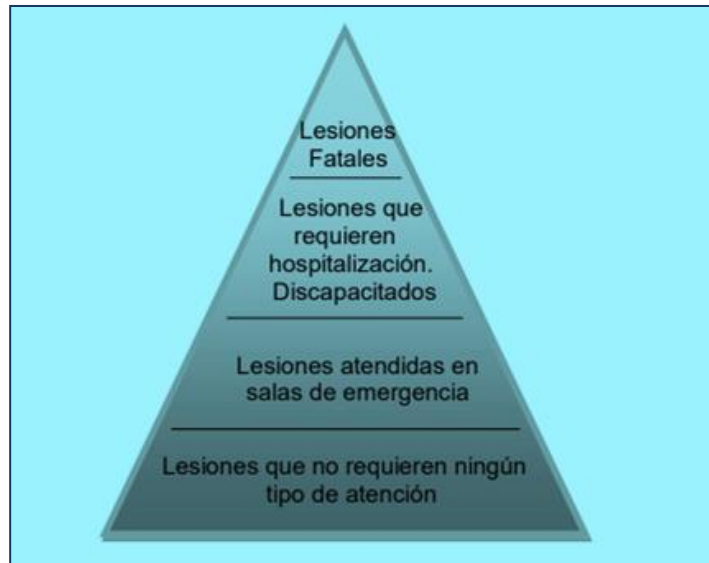 Lesiones
Fatales
Lesiones que
requieren
hospitalización.
Discapacitados
Lesiones atendidas en
salas de emergencia
Lesiones que no requieren ningún
tipo de atención